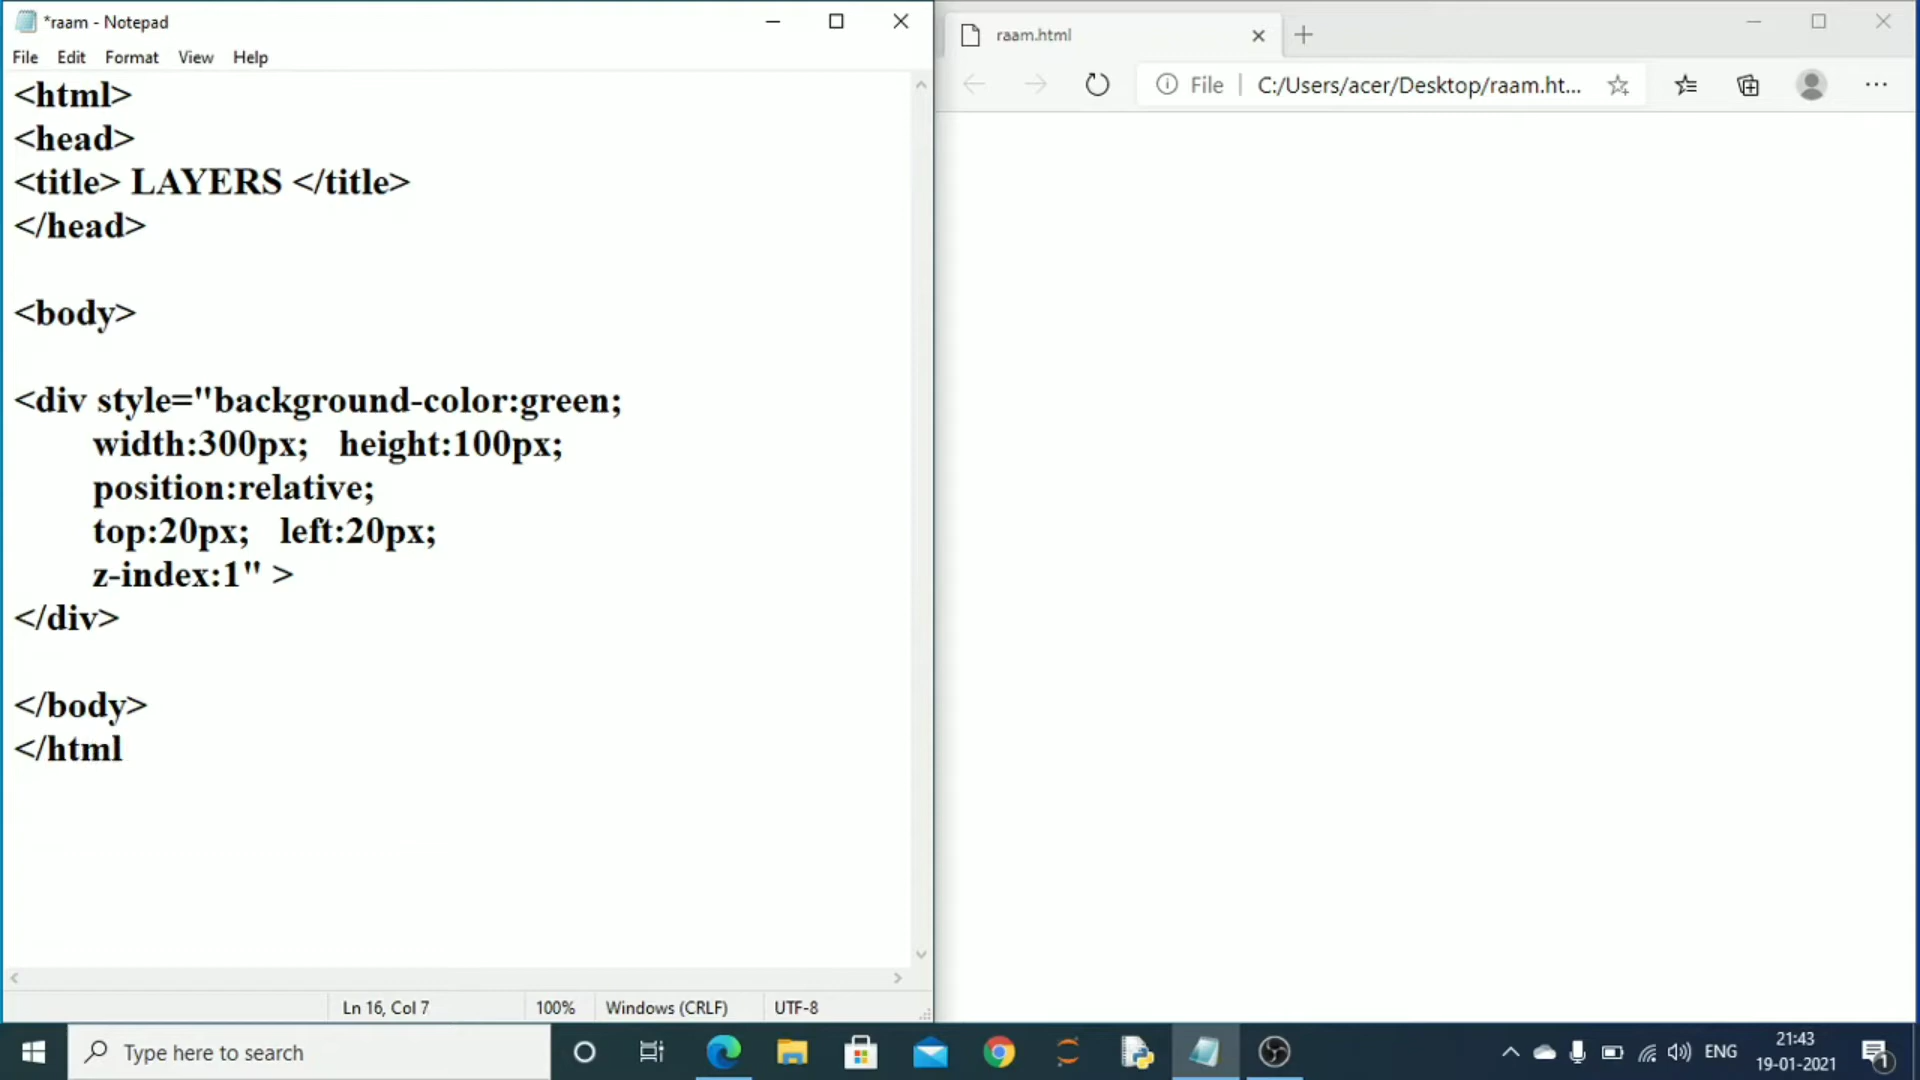 *raam - Notepad
File Edit Format View Help
<html>
<head>
<title> LAYERS </title>
</head>
<body>
<div style="background-color:green;
width:300px; height:100px;
position:relative;
top:20px; left:20px;
z-index:1" >
</div>
</body>
</html
Ln 16, Col 7 100% Windows (CRLF) UTF-8
raam.html
File C:/Users/acer/Desktop/raam.ht...
Type here to search
ENG
21:43
19-01-2021
1